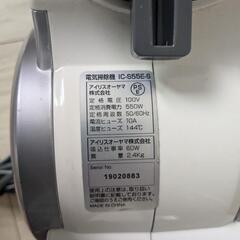 電気掃除機 IC-S55E-S
アイリスオーヤマ
株式会社
PS
E
定格電圧 100V
定格消費電力 550W
定格周波数 50/60Hz
電流ヒューズ 10A
温度ヒューズ 144℃
アイリスオーヤマ株式会社
吸込仕事率 60W
質量 2.4Kg
Serial No.
19020883
MADE IN CHINA